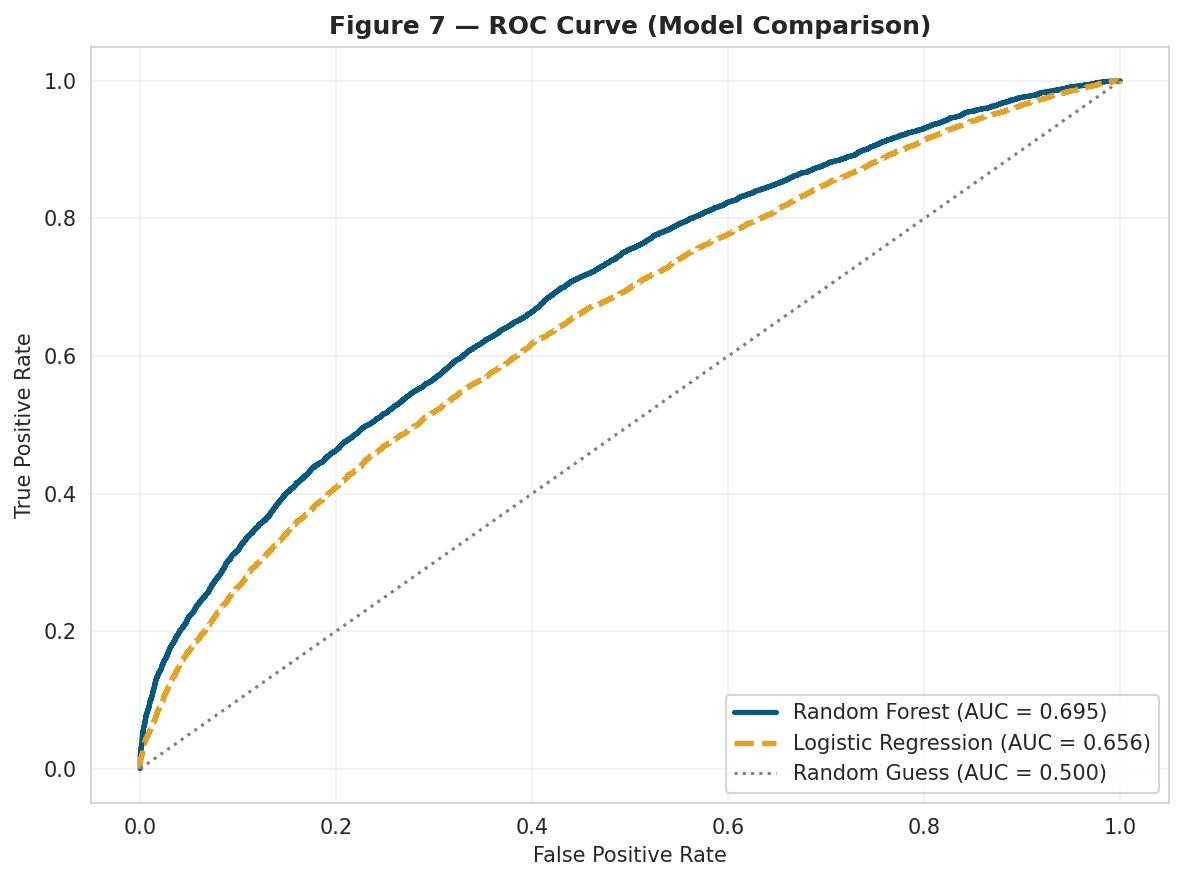 Figure 7 — ROC Curve (Model Comparison)
1.0
0.8
0.6
0.4
0.2
0.0
True Positive Rate
Random Forest (AUC = 0.695)
Logistic Regression (AUC = 0.656)
Random Guess (AUC = 0.500)
0.0 0.2 0.4 0.6 0.8 1.0
False Positive Rate